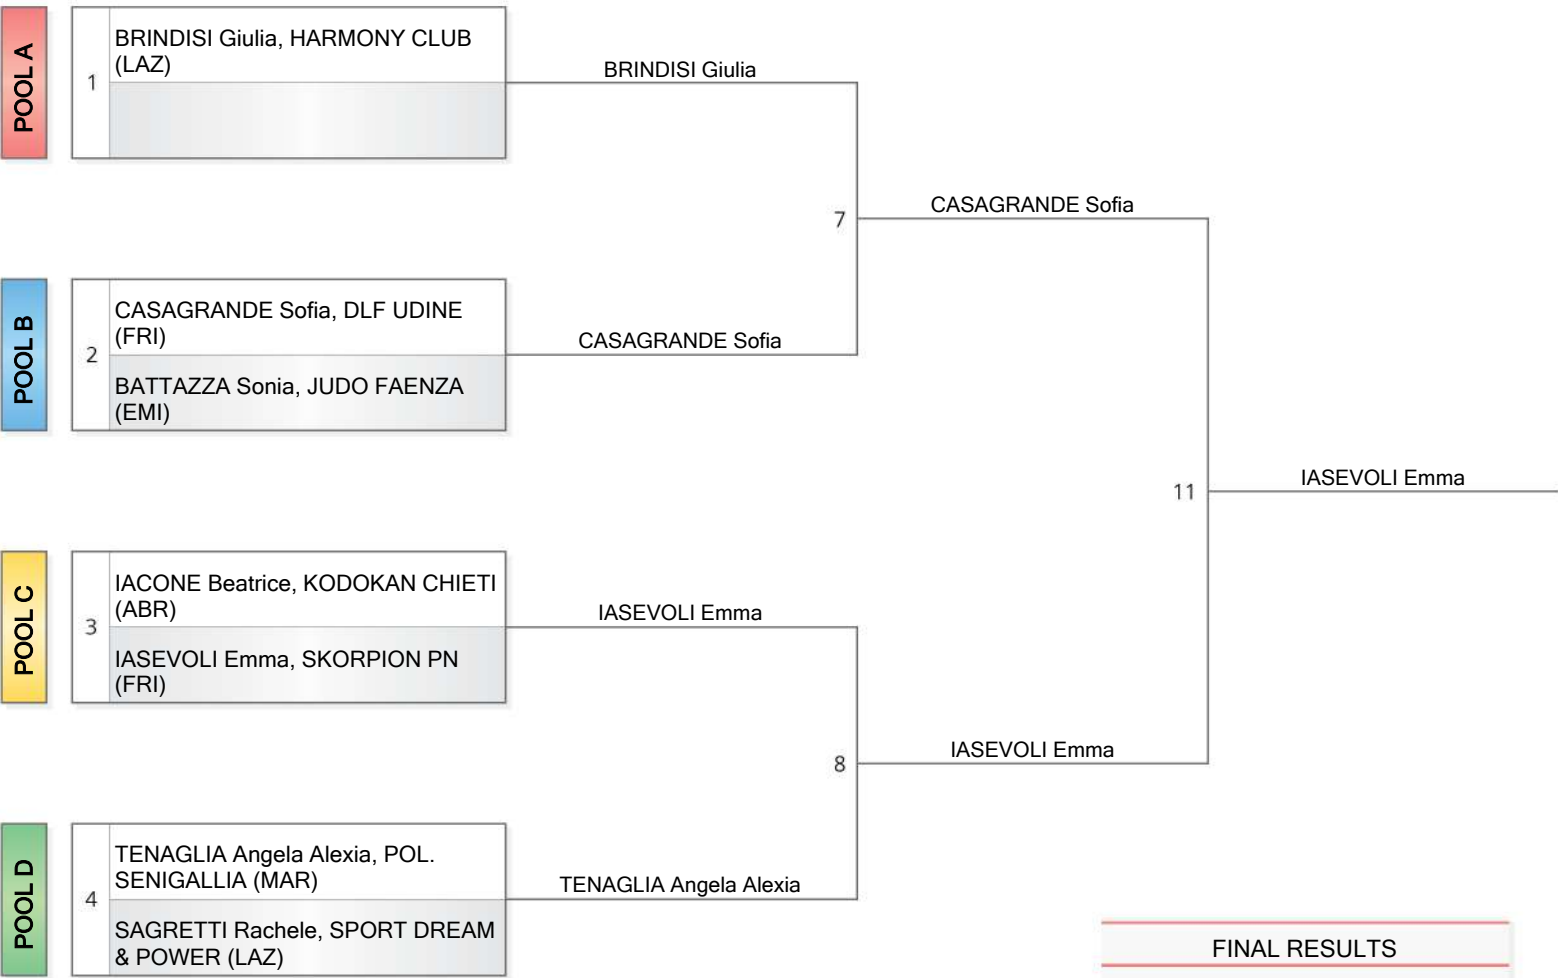 POOL A
1
BRINDISI Giulia, HARMONY CLUB
(LAZ)
BRINDISI Giulia
7
CASAGRANDE Sofia
POOL B
2
CASAGRANDE Sofia, DLF UDINE
(FRI)
BATTAZZA Sonia, JUDO FAENZA
(EMI)
CASAGRANDE Sofia
11
IASEVOLI Emma
POOL C
3
IACONE Beatrice, KODOKAN CHIETI
(ABR)
IASEVOLI Emma, SKORPION PN
(FRI)
IASEVOLI Emma
8
IASEVOLI Emma
POOL D
4
TENAGLIA Angela Alexia, POL.
SENIGALLIA (MAR)
SAGRETTI Rachele, SPORT DREAM
& POWER (LAZ)
TENAGLIA Angela Alexia
FINAL RESULTS